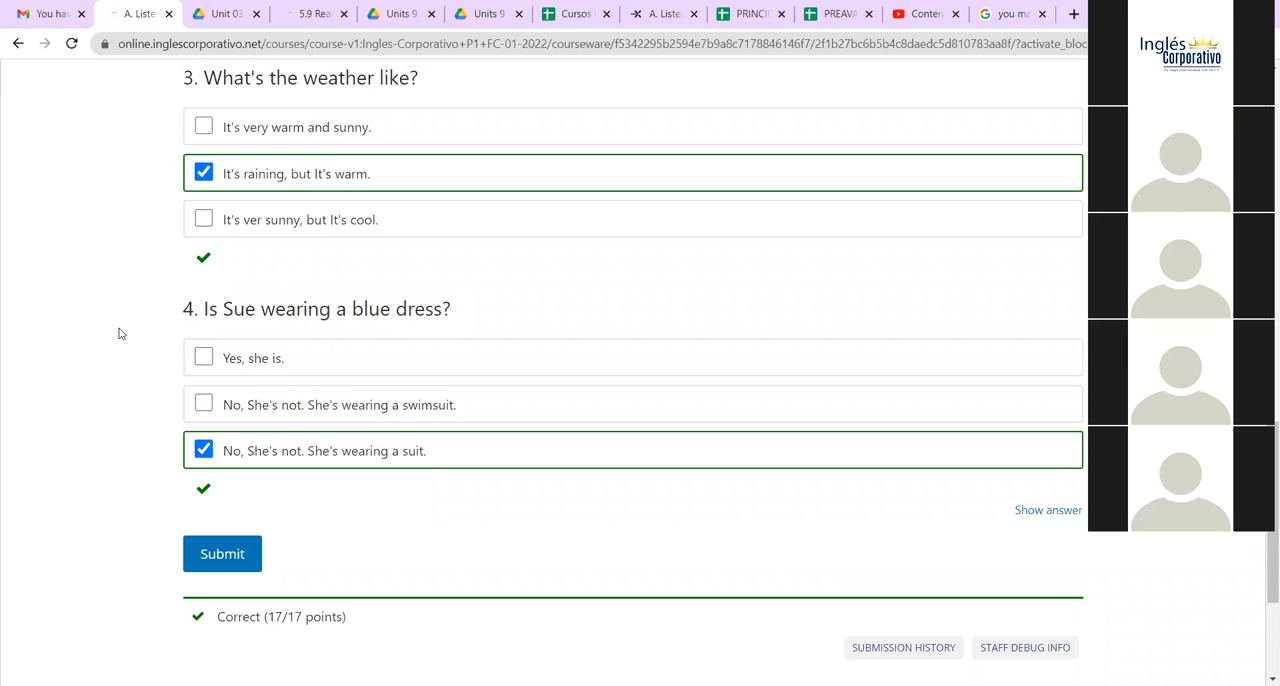 You ha
A. Liste
Unit 03
5.9 Rea
Units 9
Units 9
Cursos
A. Liste
PRINCI
PREAVA
Conten
you m
online.inglescorporativo.net/courses/course-v1:Ingles-Corporativo+P1+FC-01-2022/courseware/f5342295b2594e7b9a8c7178846146f7/2f1b27bc6b5b4c8daedc5d810783aa8f/?activate_bloc
Inglés
Corporativo
3. What's the weather like?
It's very warm and sunny.
It's raining, but It's warm.
It's ver sunny, but It's cool.
4. Is Sue wearing a blue dress?
Yes, she is.
No, She's not. She's wearing a swimsuit.
No, She's not. She's wearing a suit.
Show answer
Submit
Correct (17/17 points)
SUBMISSION HISTORY
STAFF DEBUG INFO